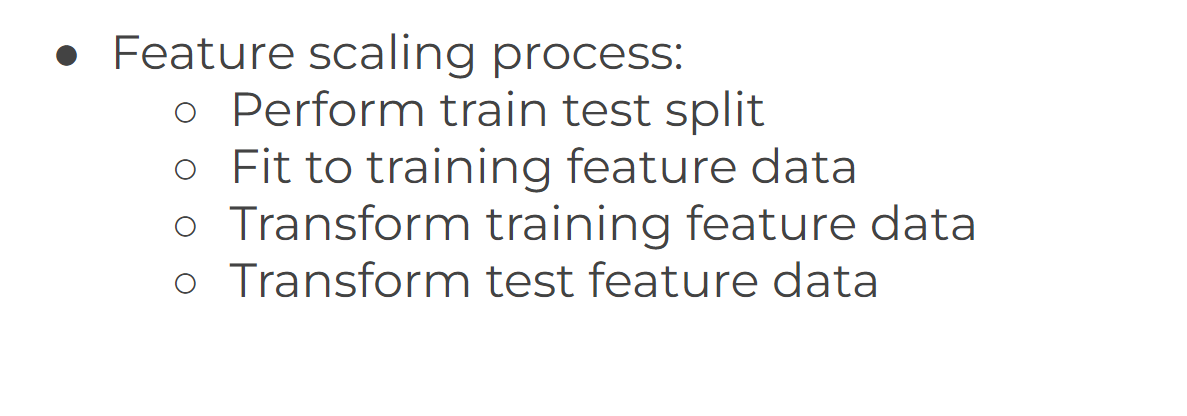 ● Feature scaling process:
○ Perform train test split
○ Fit to training feature data
○ Transform training feature data
○ Transform test feature data